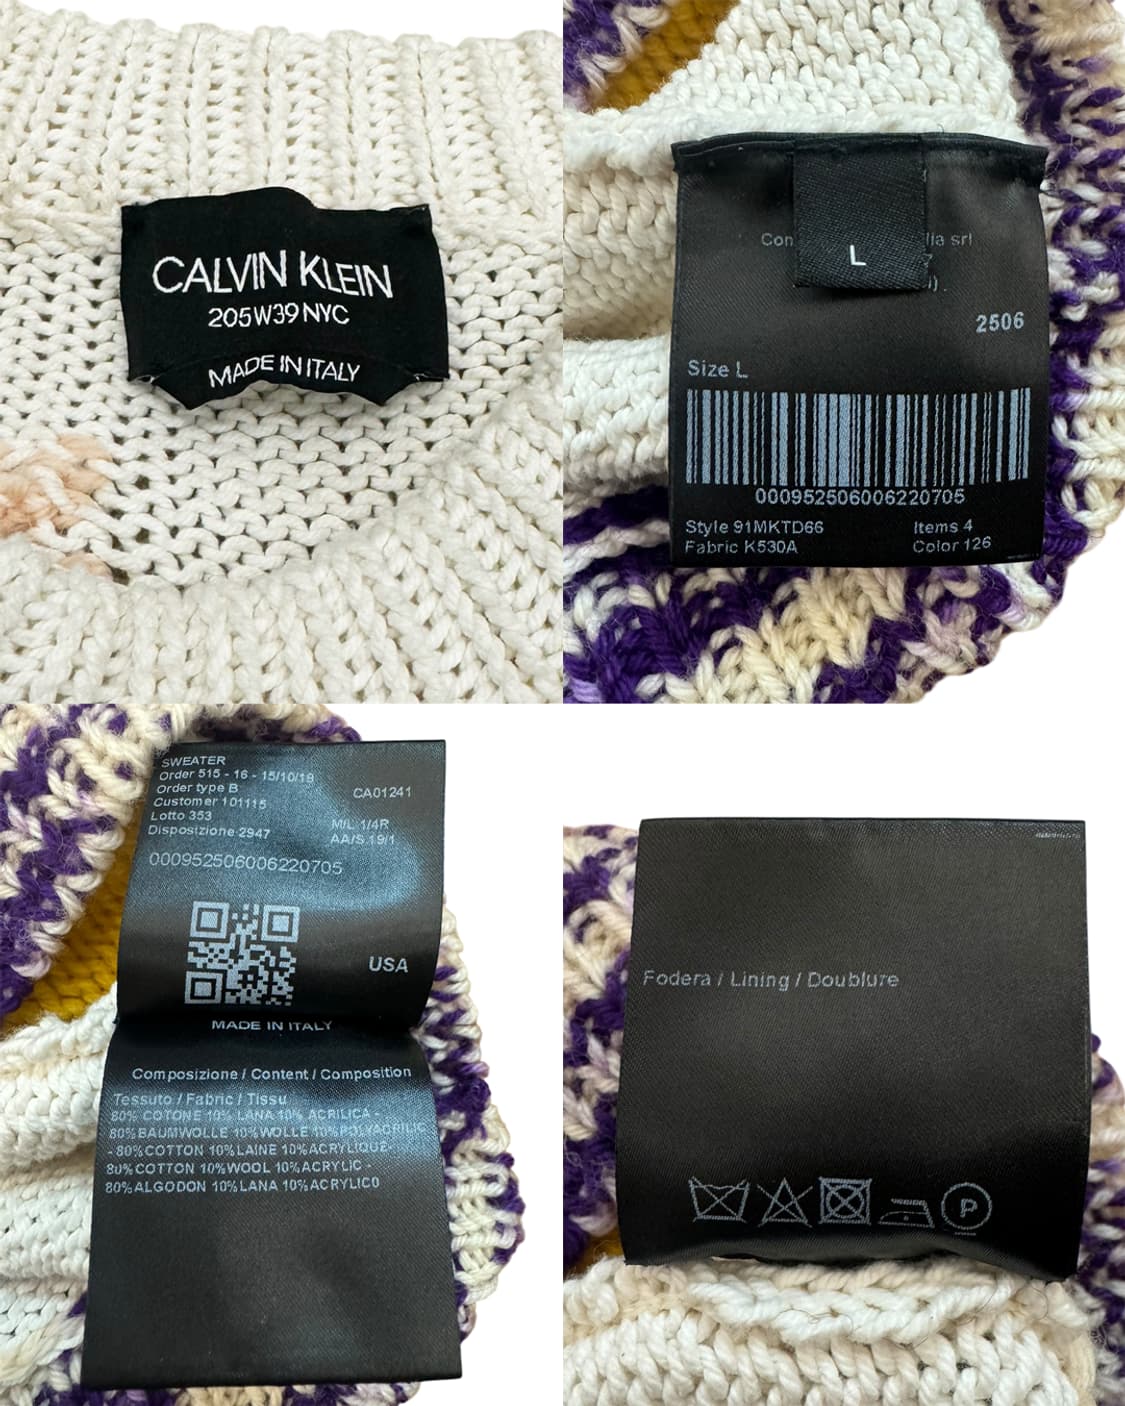 CALVIN KLEIN
205W39 NYC
MADE IN ITALY
L
2506
Size L
000952506006220705
Style 91MKTD66 Items 4
Fabric K530A Color 126
SWEATER
Order 515 - 16 - 15/10/19
Order type B CA01241
Customer 101115
Lotto 353 M/L 1/4R
Disposizione 2947 AA/S 19/1
000952506006220705
USA
MADE IN ITALY
Composizione / Content / Composition
Tessuto / Fabric / Tissu
80% COTONE 10% LANA 10% ACRILICA -
80%BAUMWOLLE 10%WOLLE 10%POLYACRILIC
- 80%COTTON 10%LAINE 10%ACRYLIQUE-
80%COTTON 10%WOOL 10%ACRYLIC -
80%ALGODON 10%LANA 10%ACRYLICO
Fodera / Lining / Doublure
P